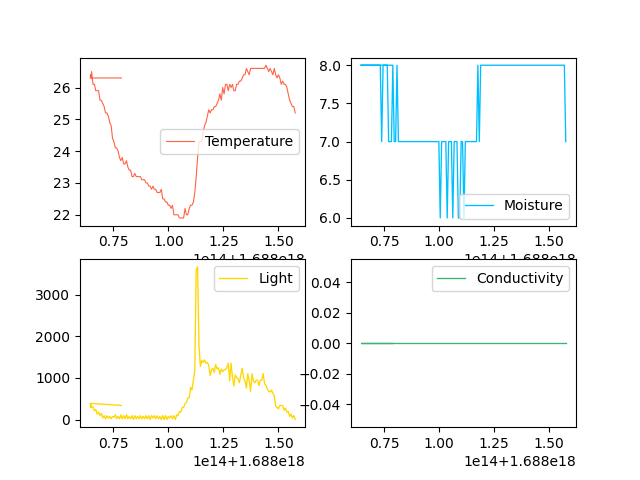 26
25
24
23
22
Temperature
0.75 1.00 1.25 1.50
1e14+1.688e18
8.0
7.5
7.0
6.5
6.0
Moisture
0.75 1.00 1.25 1.50
1e14+1.688e18
3000
2000
1000
0
Light
0.75 1.00 1.25 1.50
1e14+1.688e18
0.04
0.02
0.00
−0.02
−0.04
Conductivity
0.75 1.00 1.25 1.50
1e14+1.688e18